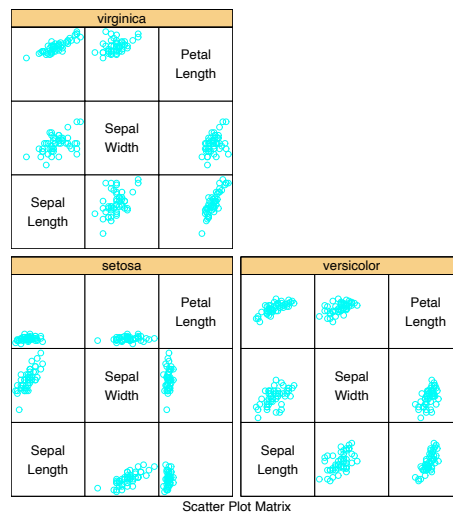 virginica
Petal
Length
Sepal
Width
Sepal
Length
setosa
Petal
Length
Sepal
Width
Sepal
Length
versicolor
Petal
Length
Sepal
Width
Sepal
Length
Scatter Plot Matrix